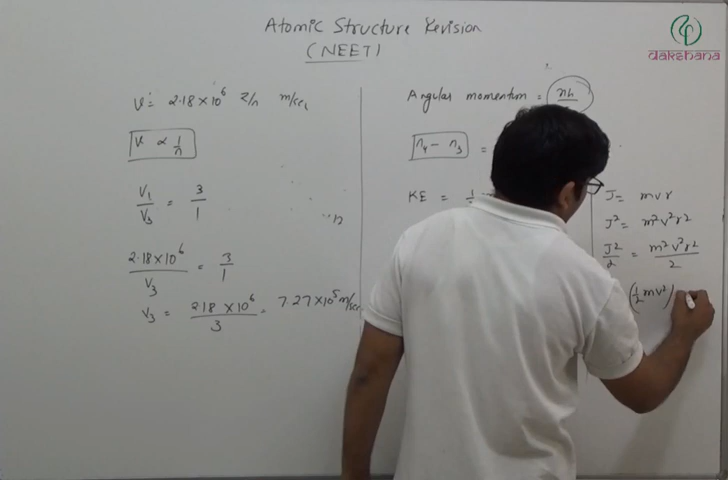 Atomic Structure Revision
(NEET)
dakshana
V = 2.18 × 10⁶ Z/n m/sec
V ∝ 1/n
V₁/V₃ = 3/1
2.18 × 10⁶/V₃ = 3/1
V₃ = 2.18 × 10⁶/3 = 7.27 × 10⁵ m/sec
Angular momentum = nh
n₄ - n₃ =
KE = 1
J = mvr
J² = m²v²r²
J²/2 = m²v²r²/2
(1/2 mv²)